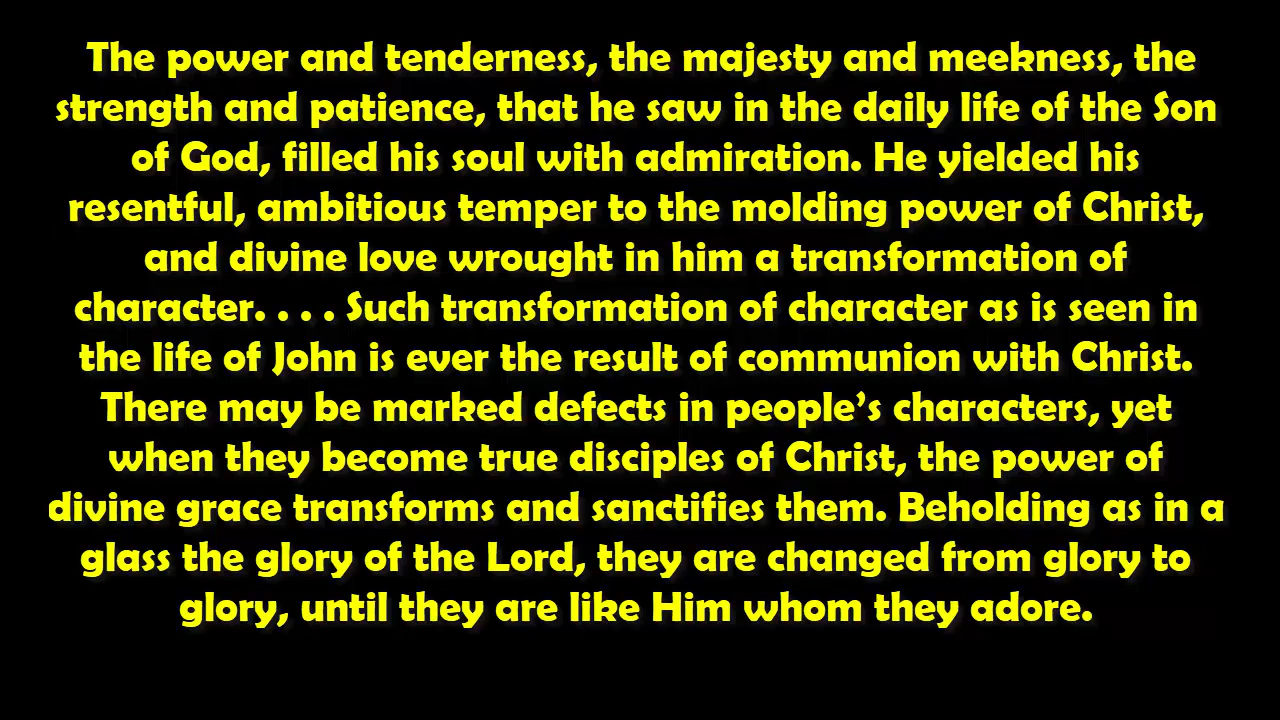 The power and tenderness, the majesty and meekness, the
strength and patience, that he saw in the daily life of the Son
of God, filled his soul with admiration. He yielded his
resentful, ambitious temper to the molding power of Christ,
and divine love wrought in him a transformation of
character. . . . Such transformation of character as is seen in
the life of John is ever the result of communion with Christ.
There may be marked defects in people’s characters, yet
when they become true disciples of Christ, the power of
divine grace transforms and sanctifies them. Beholding as in a
glass the glory of the Lord, they are changed from glory to
glory, until they are like Him whom they adore.